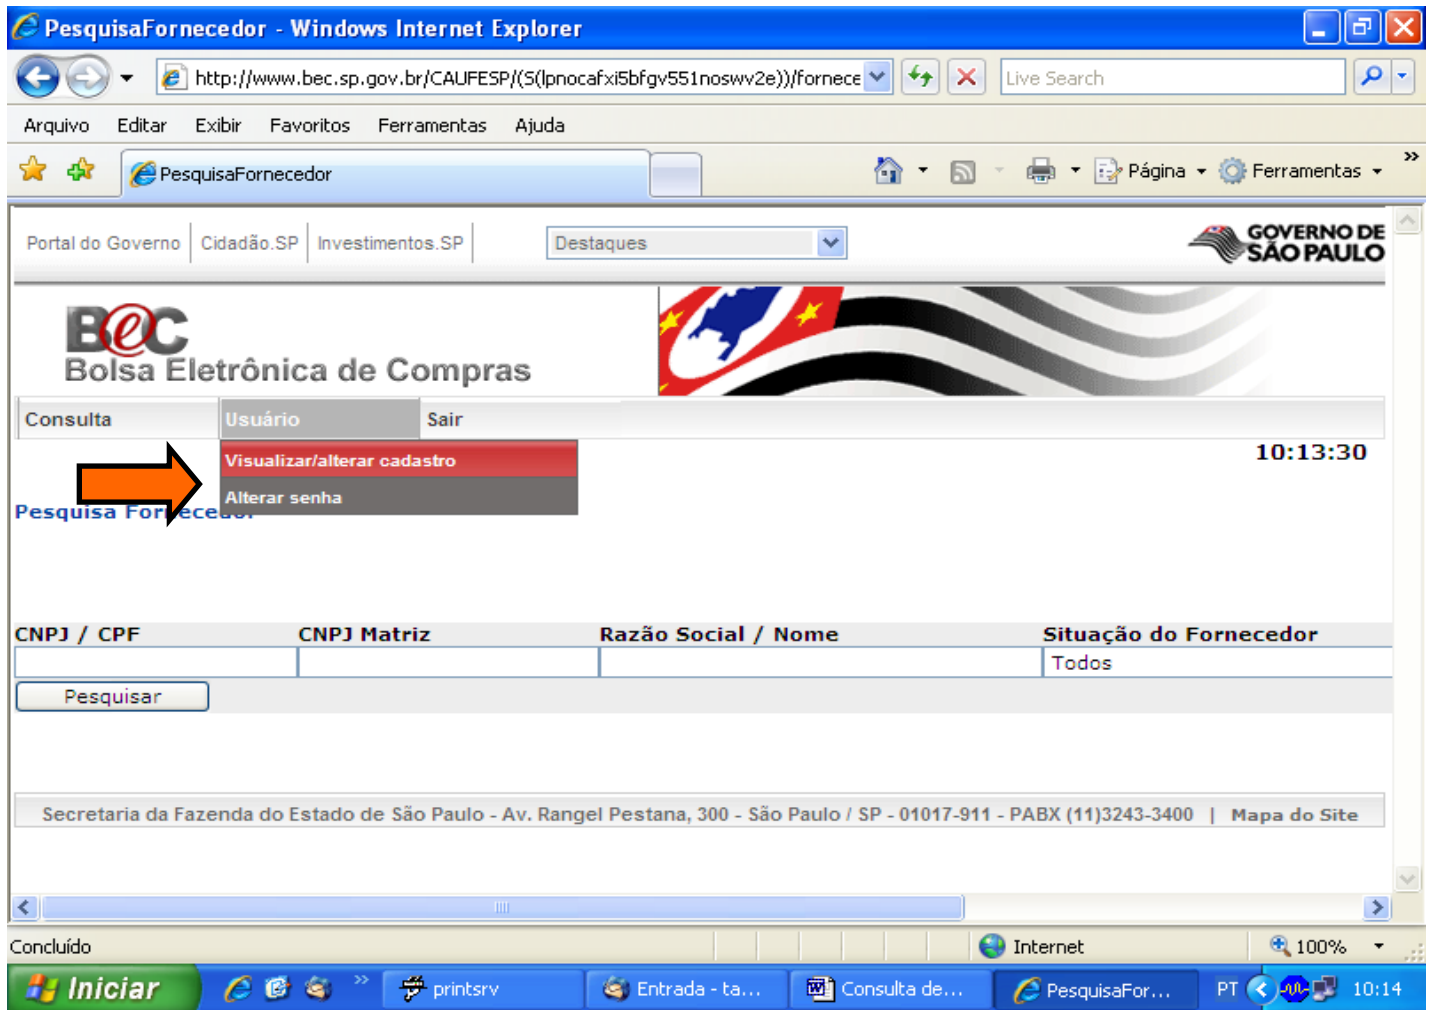 PesquisaFornecedor - Windows Internet Explorer
http://www.bec.sp.gov.br/CAUFESP/(S(lpnocafxi5bfgv551noswv2e))/fornece
Live Search
Arquivo Editar Exibir Favoritos Ferramentas Ajuda
PesquisaFornecedor
Página
Ferramentas
Portal do Governo Cidadão.SP Investimentos.SP
Destaques
GOVERNO DE
SÃO PAULO
BeC
Bolsa Eletrônica de Compras
Consulta Usuário Sair
Visualizar/alterar cadastro
10:13:30
Alterar senha
Pesquisa Fornecedor
CNPJ / CPF CNPJ Matriz Razão Social / Nome Situação do Fornecedor
Todos
Pesquisar
Secretaria da Fazenda do Estado de São Paulo - Av. Rangel Pestana, 300 - São Paulo / SP - 01017-911 - PABX (11)3243-3400 | Mapa do Site
Concluído
Internet
100%
Iniciar
printsrv
Entrada - ta...
Consulta de...
PesquisaFor...
PT
10:14